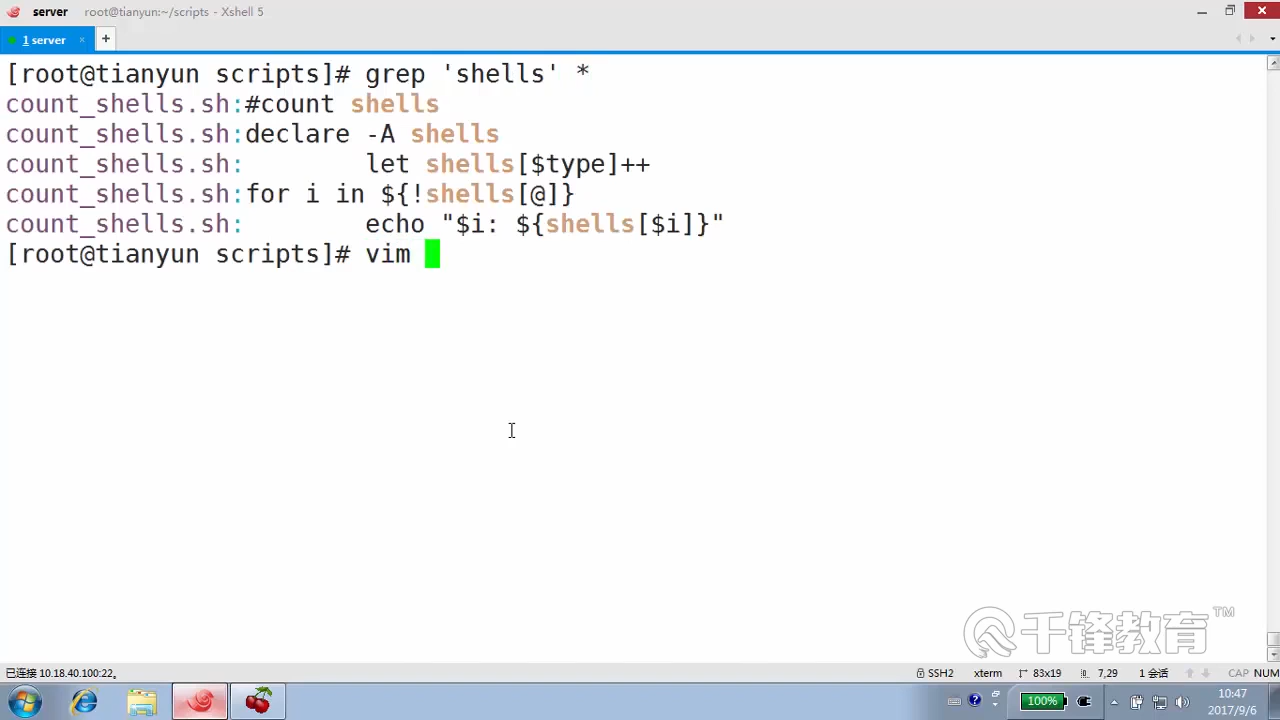 server root@tianyun:~/scripts - Xshell 5
1 server × +
[root@tianyun scripts]# grep 'shells' *
count_shells.sh:#count shells
count_shells.sh:declare -A shells
count_shells.sh:        let shells[$type]++
count_shells.sh:for i in ${!shells[@]}
count_shells.sh:        echo "$i: ${shells[$i]}"
[root@tianyun scripts]# vim
千锋教育™
已连接 10.18.40.100:22。 SSH2 xterm 83x19 7,29 1 会话 CAP NUM
100% 10:47
2017/9/6